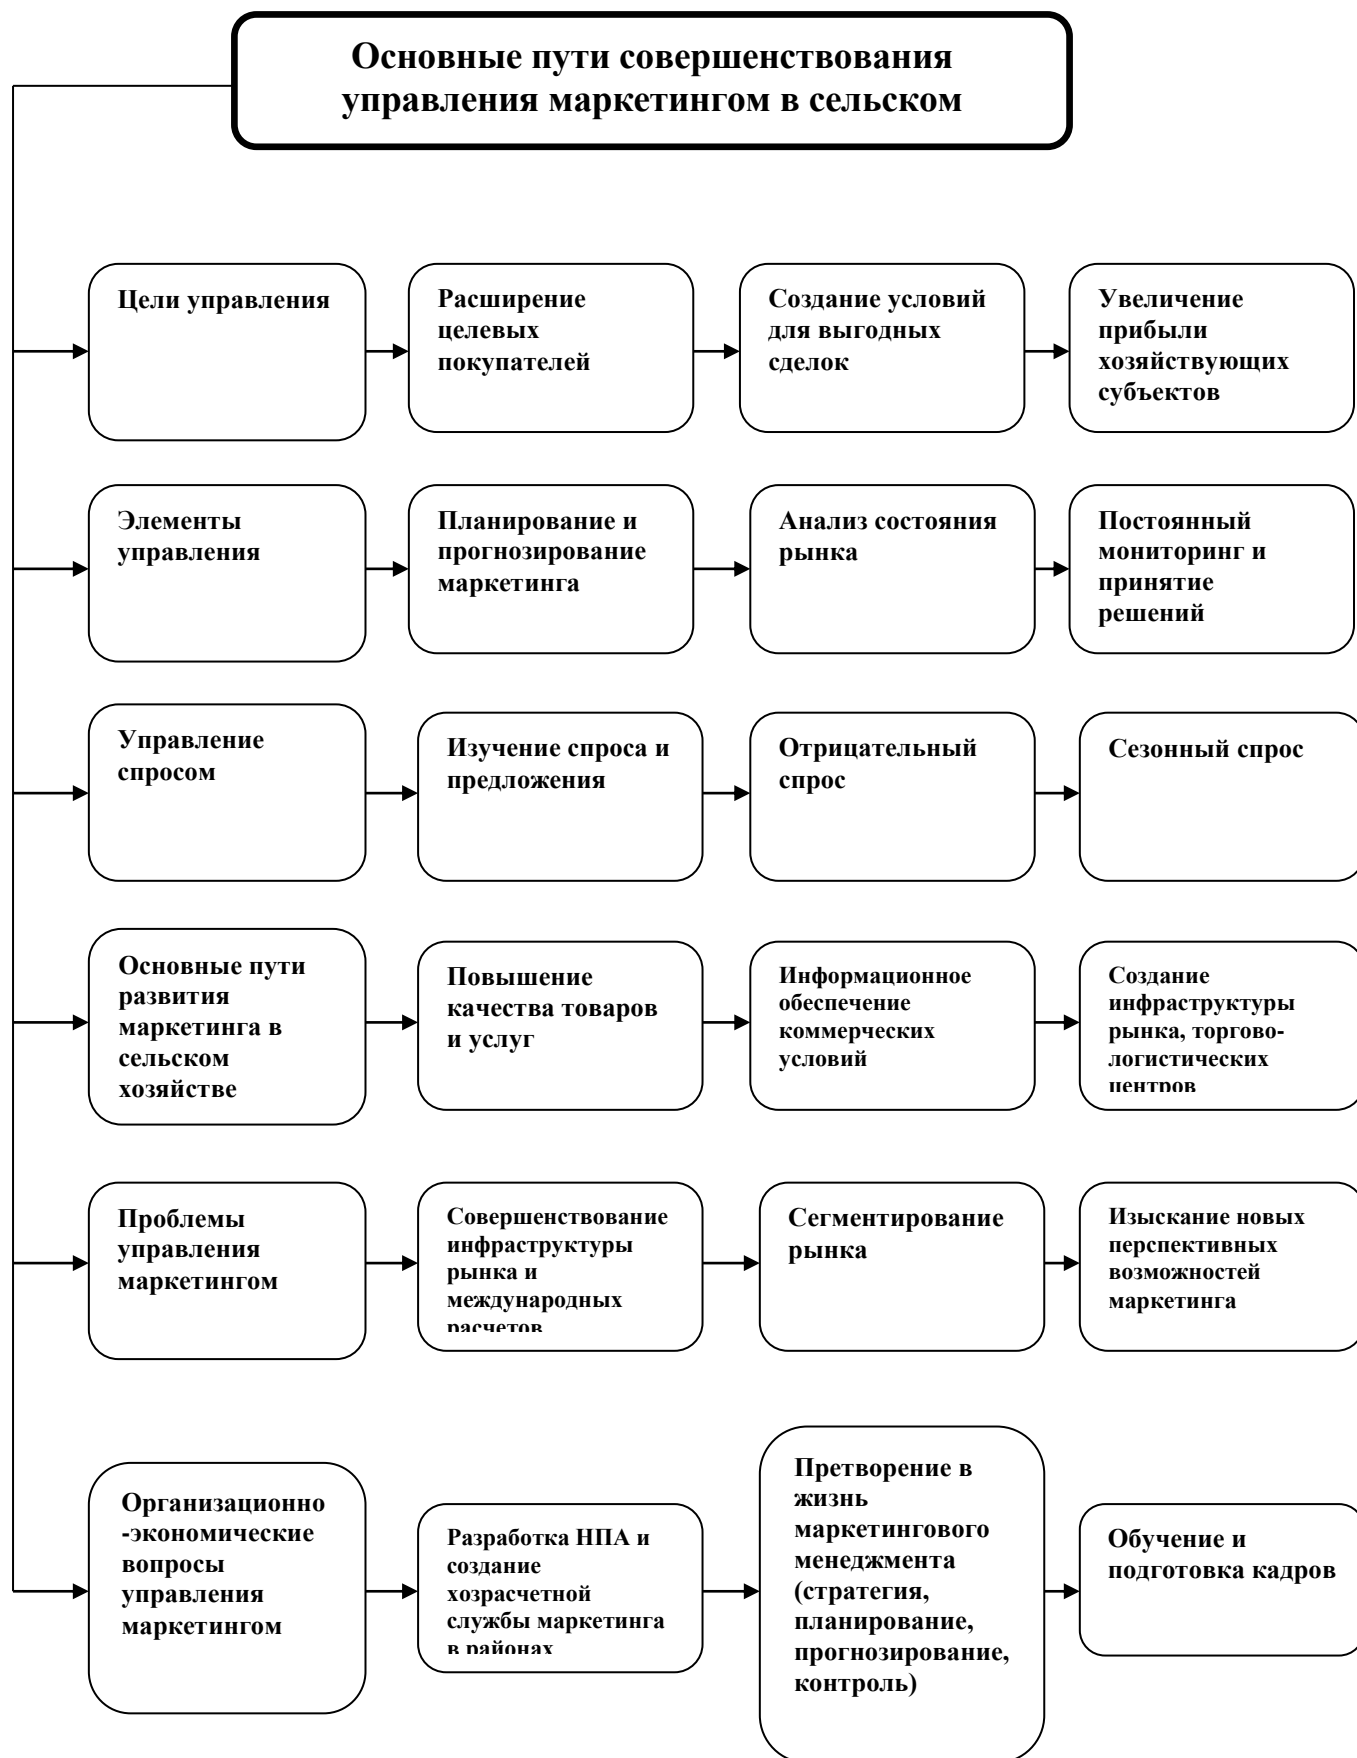 Основные пути совершенствования
управления маркетингом в сельском
Цели управления
Расширение
целевых
покупателей
Создание условий
для выгодных
сделок
Увеличение
прибыли
хозяйствующих
субъектов
Элементы
управления
Планирование и
прогнозирование
маркетинга
Анализ состояния
рынка
Постоянный
мониторинг и
принятие
решений
Управление
спросом
Изучение спроса и
предложения
Отрицательный
спрос
Сезонный спрос
Основные пути
развития
маркетинга в
сельском
хозяйстве
Повышение
качества товаров
и услуг
Информационное
обеспечение
коммерческих
условий
Создание
инфраструктуры
рынка, торгово-
логистических
центров
Проблемы
управления
маркетингом
Совершенствование
инфраструктуры
рынка и
международных
расчетов
Сегментирование
рынка
Изыскание новых
перспективных
возможностей
маркетинга
Организационно
-экономические
вопросы
управления
маркетингом
Разработка НПА и
создание
хозрасчетной
службы маркетинга
в районах
Претворение в
жизнь
маркетингового
менеджмента
(стратегия,
планирование,
прогнозирование,
контроль)
Обучение и
подготовка кадров